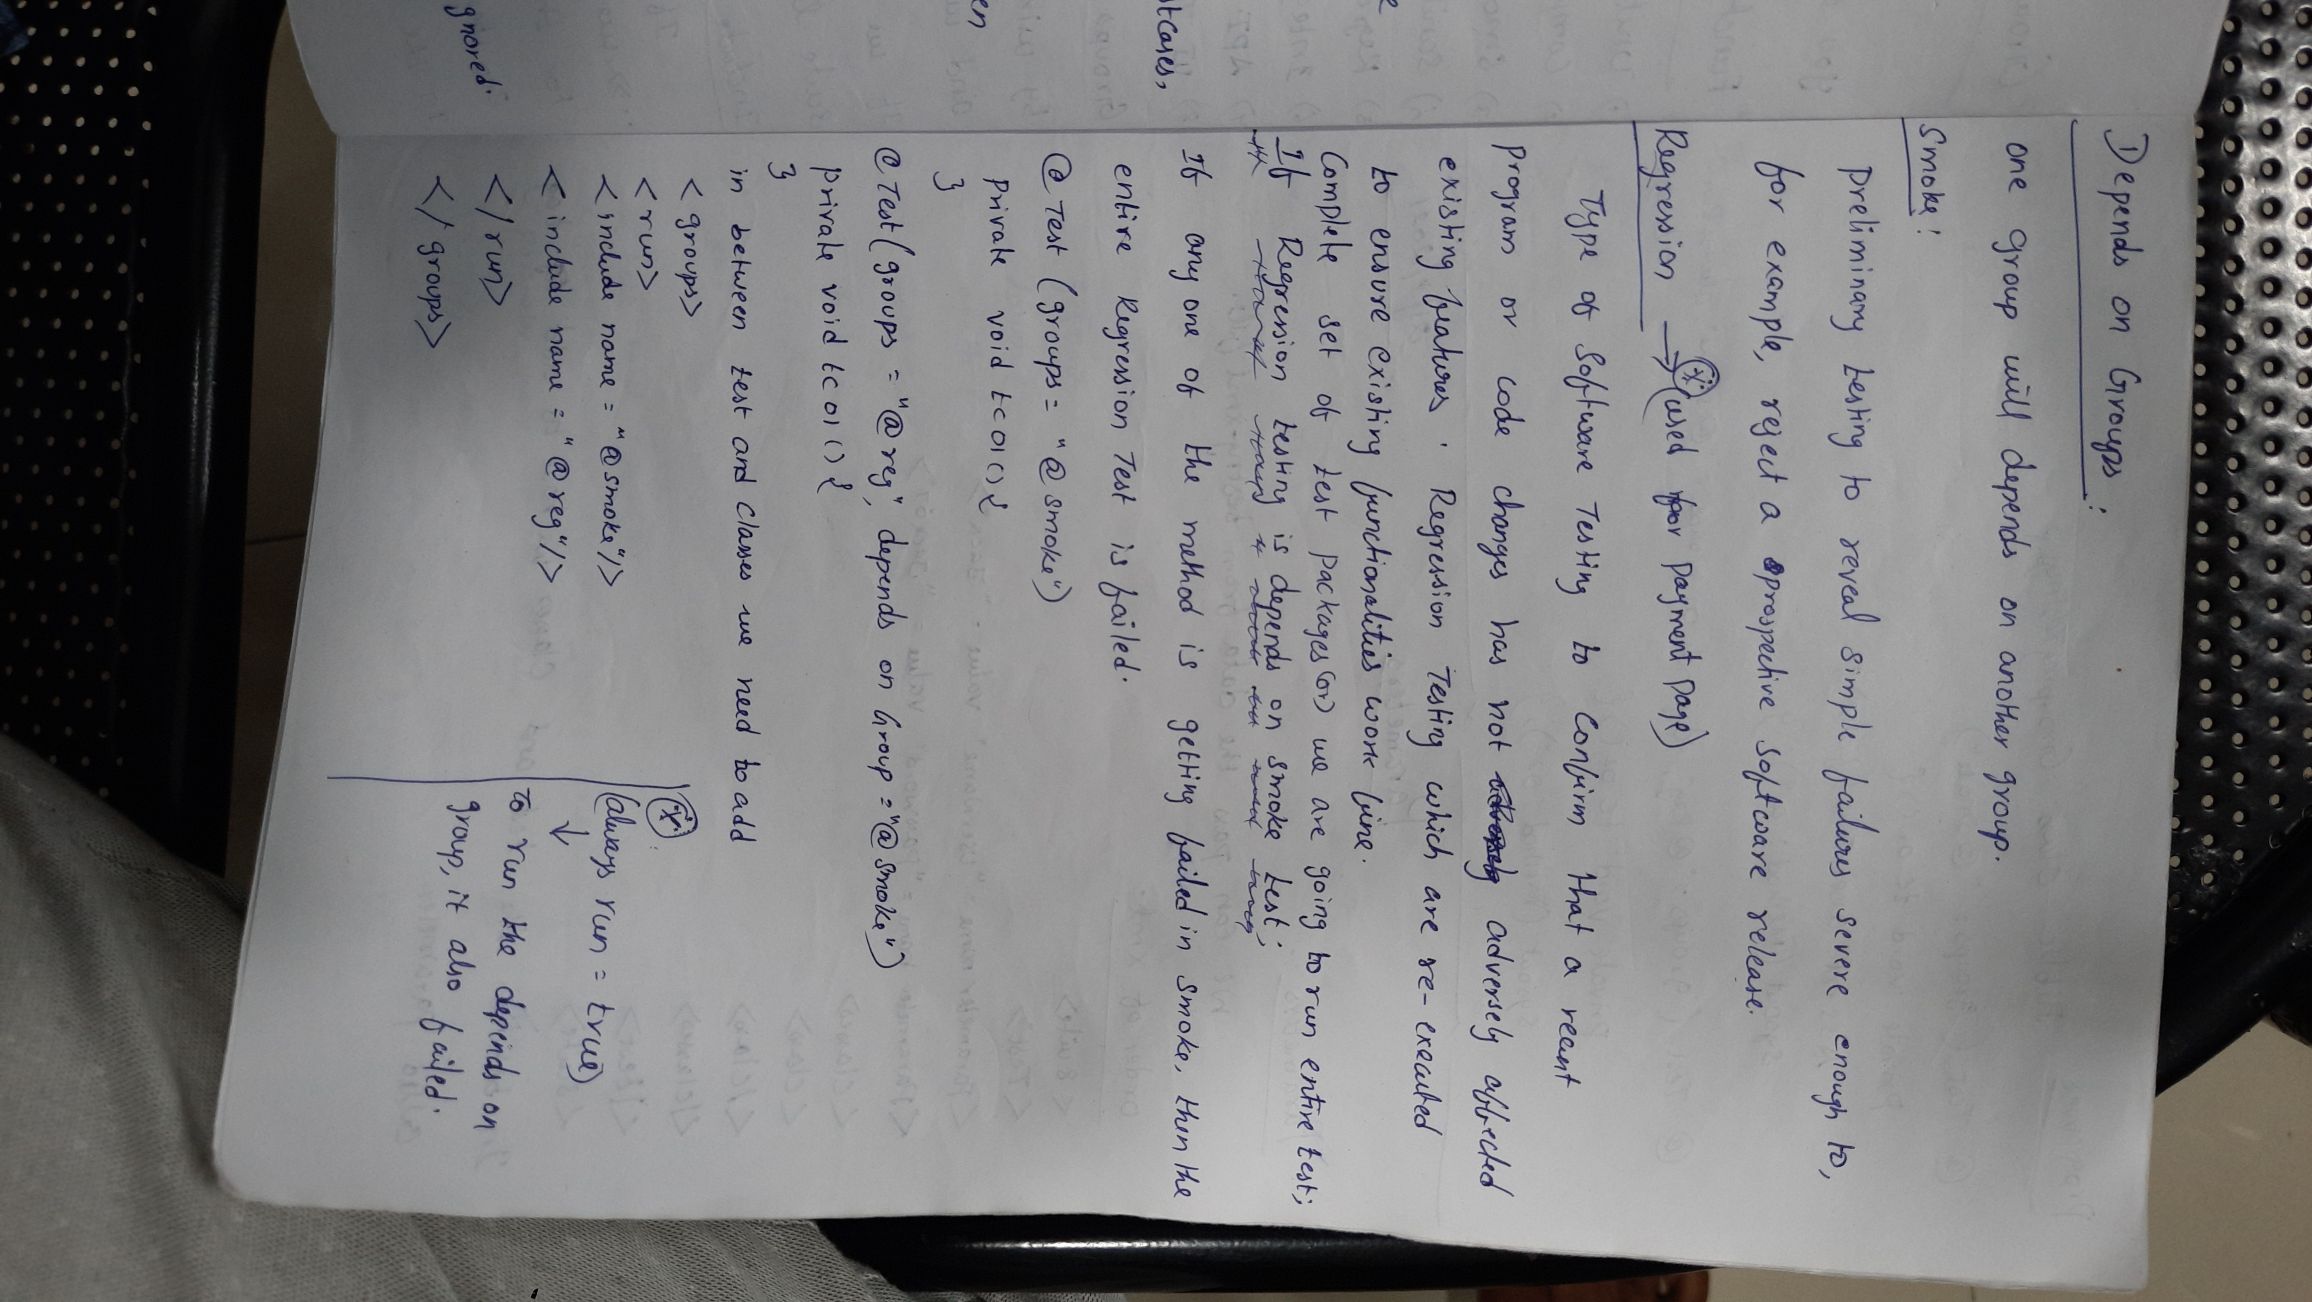 1) Depends on Groups:
one group will depends on another group.
Smoke:
Preliminary testing to reveal simple failures severe enough to,
for example, reject a prospective software release.
Regression → (used for payment page)
Type of Software Testing to confirm that a recent
program or code changes has not adversely affected
existing features. Regression Testing which are re-executed
to ensure existing functionalities work fine.
Complete set of test packages (or) we are going to run entire test;
If Regression testing is depends on smoke test;
If any one of the method is getting failed in smoke, then the
entire Regression Test is failed.
@Test (groups = "@smoke")
private void tc01(){
}
@Test(groups = "@reg", depends on Group = "@smoke")
private void tc01(){
}
in between test and classes we need to add
<groups>
<run>
<include name = "@smoke"/>
<include name = "@reg"/>
</run>
</groups>
(always run = true)
↓
to run the depends on
group, it also failed.
stcases,
en
gnored.